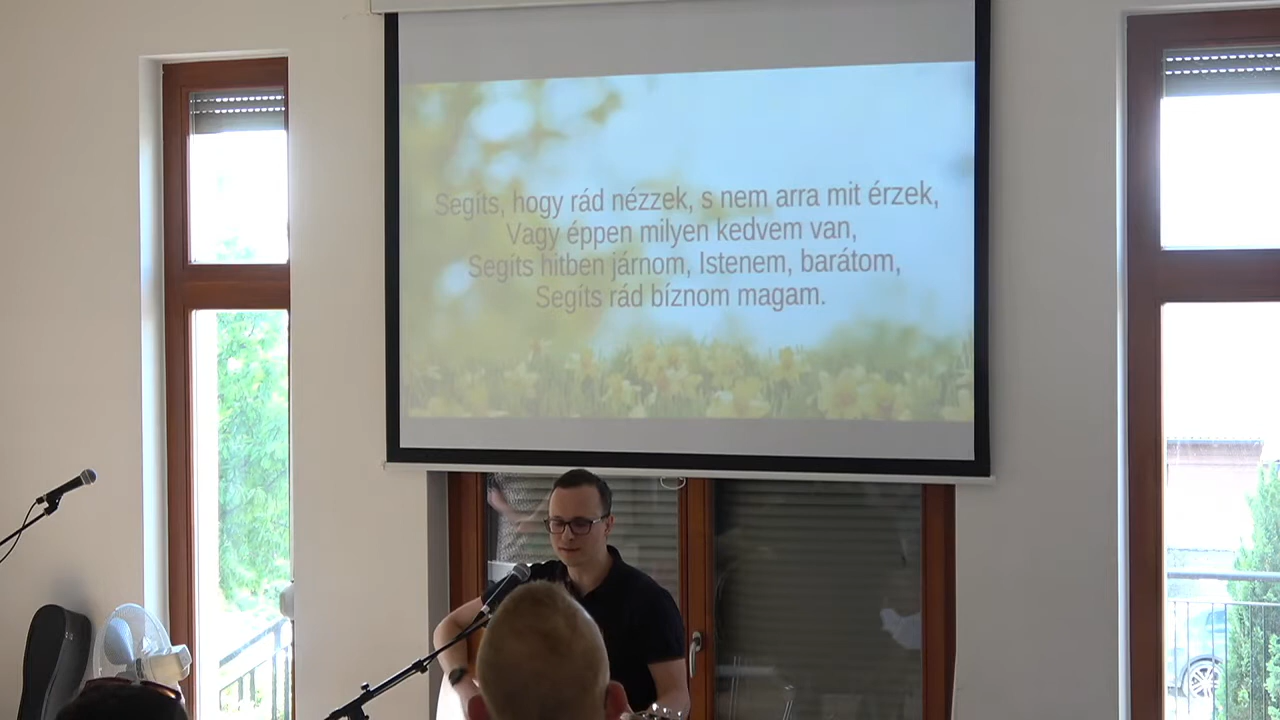 Segíts, hogy rád nézzek, s nem arra mit érzek,
Vagy éppen milyen kedvem van,
Segíts hitben járnom, Istenem, barátom,
Segíts rád bíznom magam.